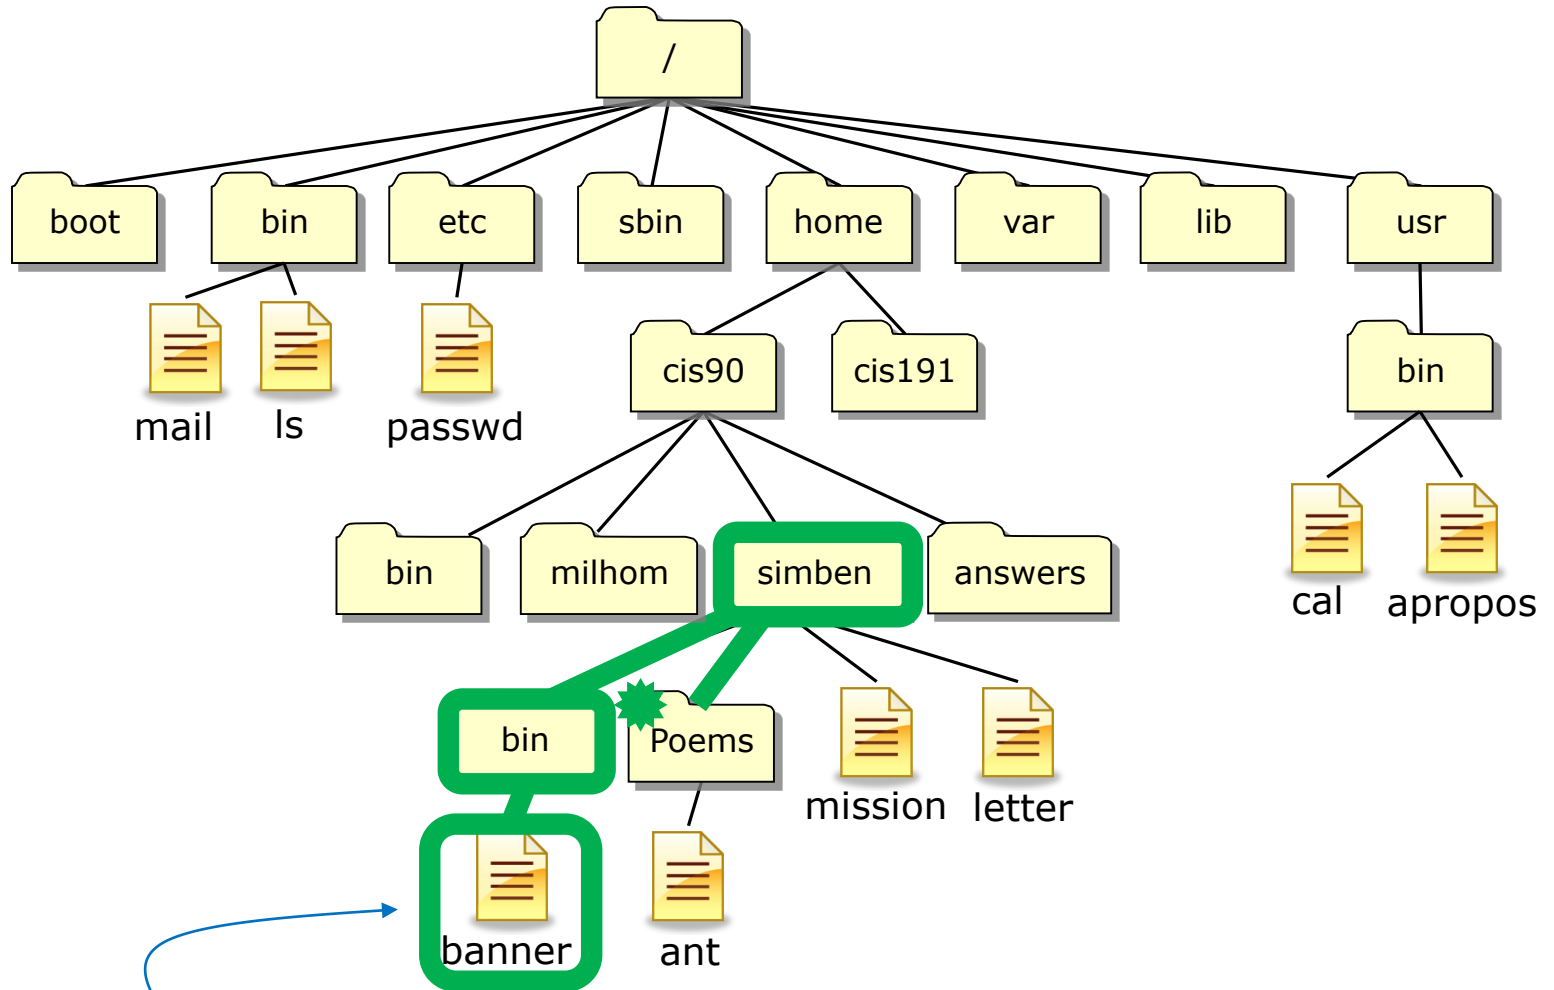 /
boot bin etc sbin home var lib usr
mail ls passwd
cis90 cis191 bin
bin milhom simben answers
cal apropos
bin Poems
mission letter
banner ant